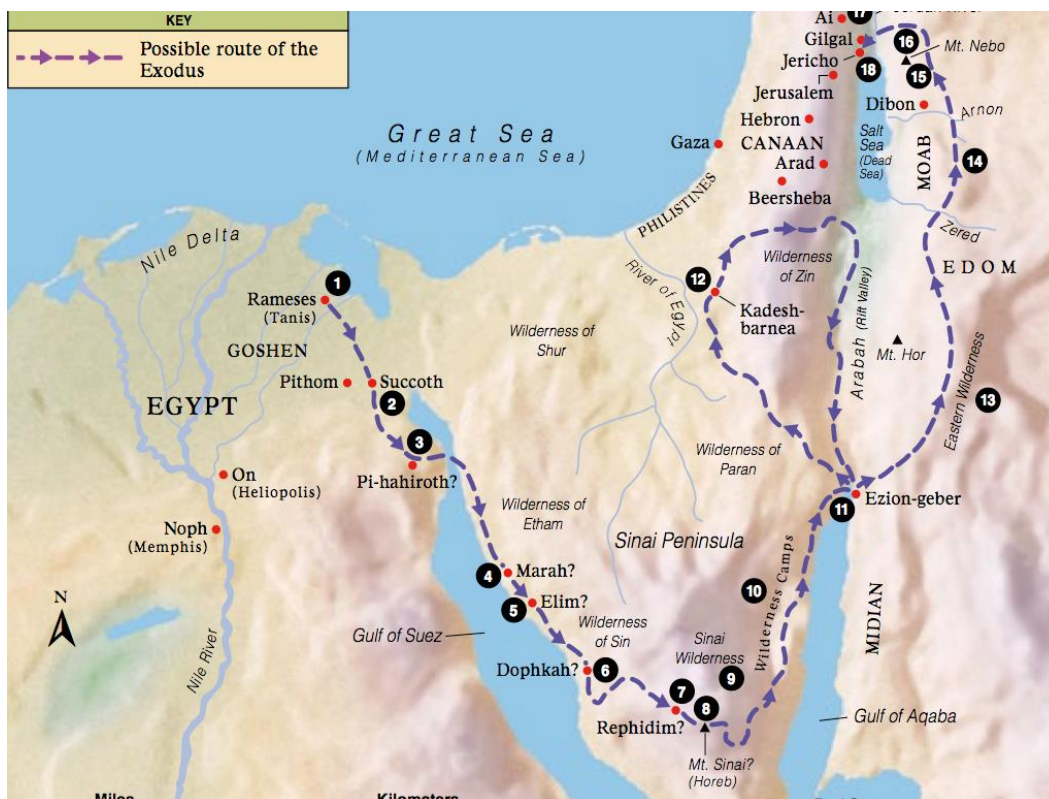 KEY
Possible route of the
Exodus
17
Ai
Gilgal
Jericho
18
Jerusalem
16
Mt. Nebo
15
Dibon
Arnon
Great Sea
(Mediterranean Sea)
Hebron
Gaza
CANAAN
Salt
Sea
(Dead
Sea)
MOAB
14
Arad
Beersheba
PHILISTINES
Zered
Nile Delta
EDOM
1
Rameses
(Tanis)
12
River of Egypt
Wilderness
of Zin
Kadesh-
barnea
Arabah (Rift Valley)
Wilderness of
Shur
Mt. Hor
GOSHEN
Pithom
Succoth
2
EGYPT
Eastern Wilderness
13
3
Pi-hahiroth?
On
(Heliopolis)
Wilderness of
Paran
Ezion-geber
11
Noph
(Memphis)
Wilderness of
Etham
Sinai Peninsula
4
Marah?
5
Elim?
10
Wilderness Camps
MIDIAN
N
Gulf of Suez
Wilderness
of Sin
Sinai
Wilderness
9
Dophkah?
6
Nile River
7
8
Rephidim?
Gulf of Aqaba
Mt. Sinai?
(Horeb)
Miles
Kilometers